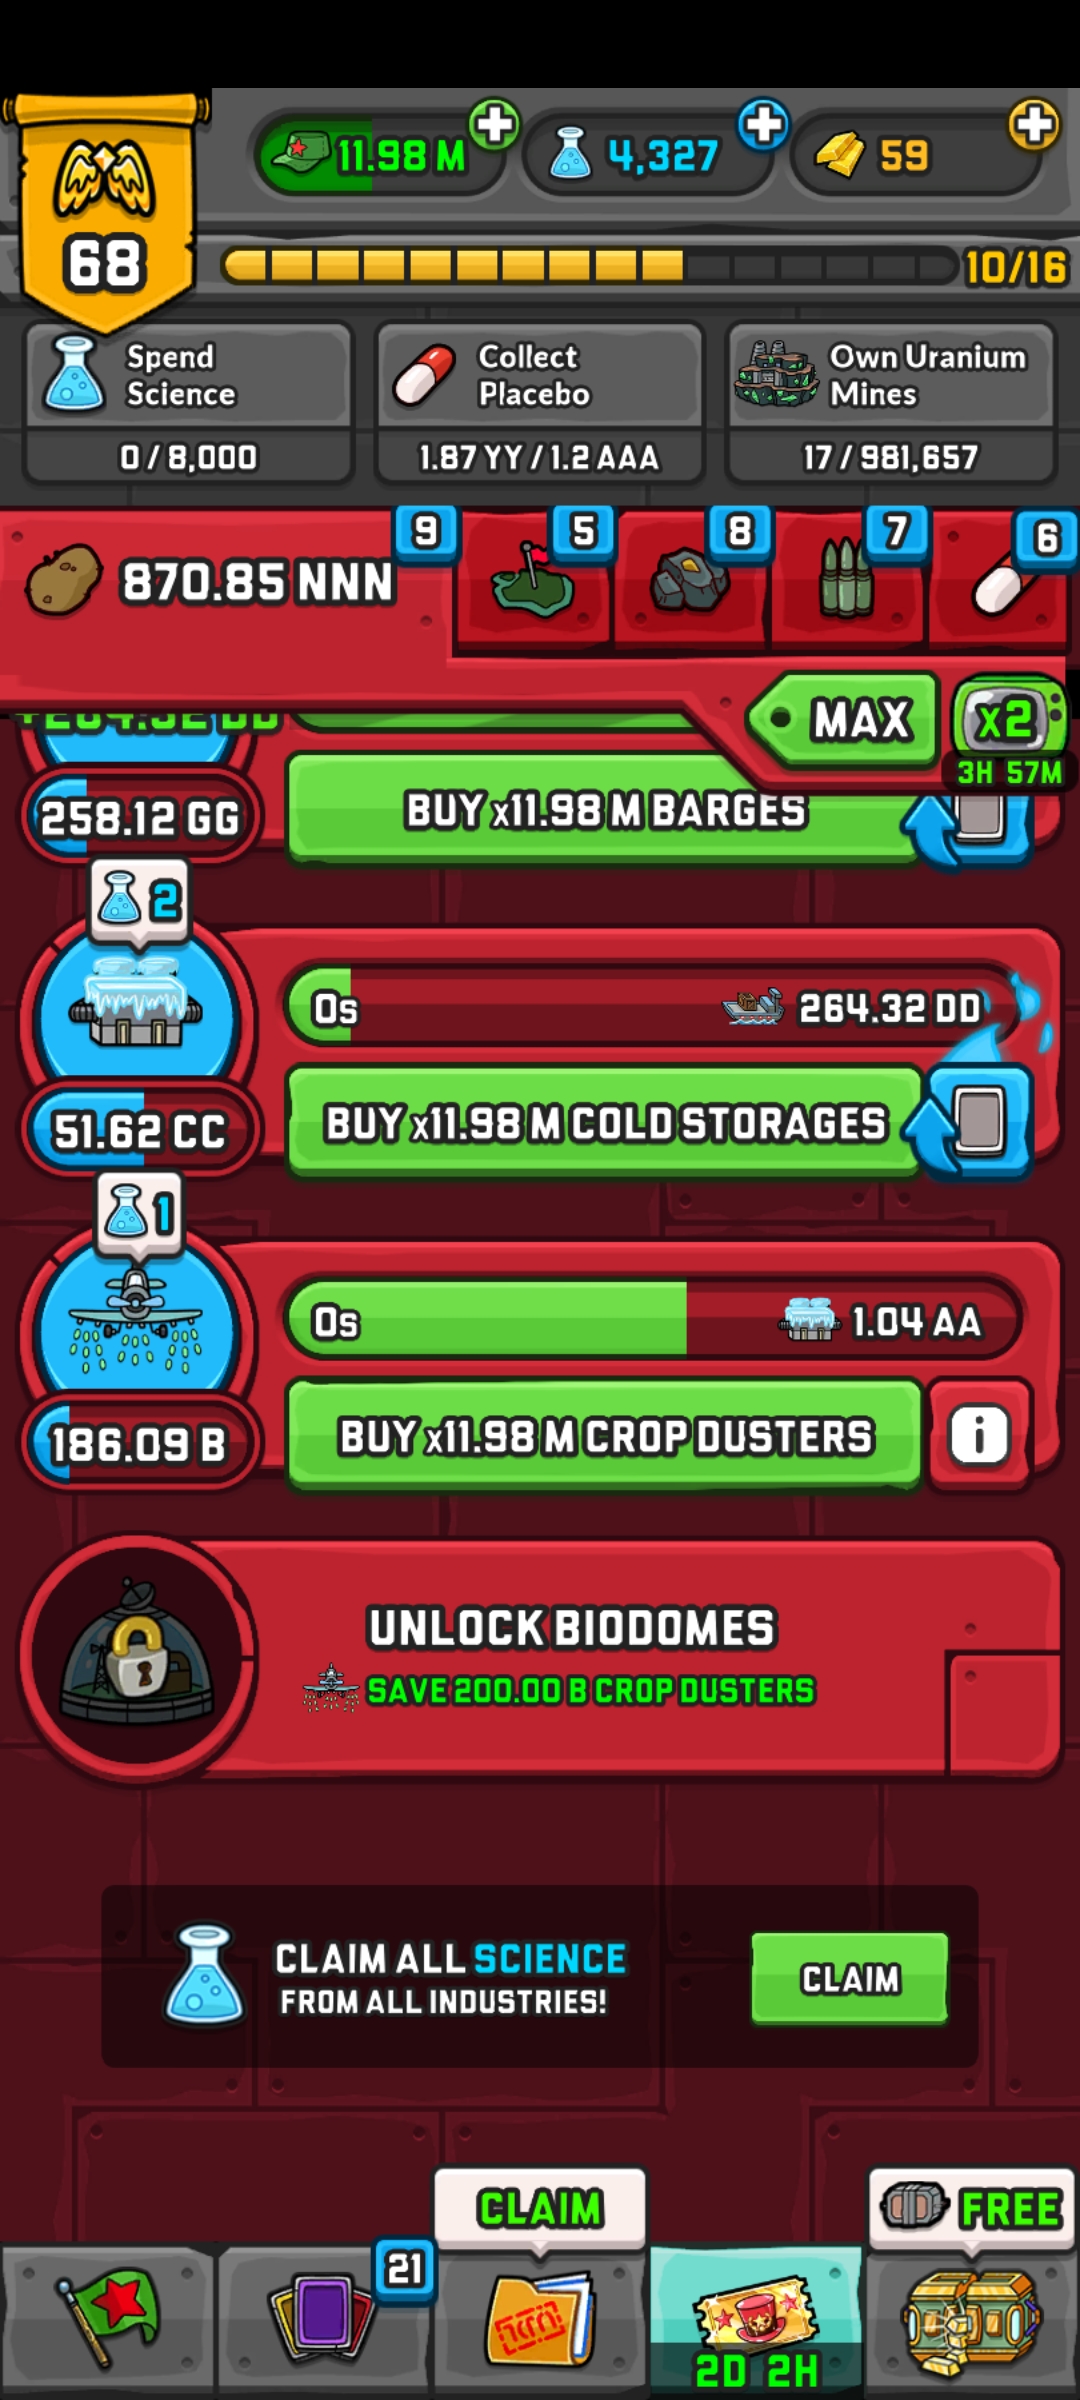 11.98 M
4,327
59
68
10/16
Spend
Science
0 / 8,000
Collect
Placebo
1.87 YY / 1.2 AAA
Own Uranium
Mines
17 / 981,657
870.85 NNN
9
5
8
7
6
MAX
x2
3H 57M
+264.32 DD
258.12 GG
BUY x11.98 M BARGES
2
0s
264.32 DD
51.62 CC
BUY x11.98 M COLD STORAGES
1
0s
1.04 AA
186.09 B
BUY x11.98 M CROP DUSTERS
i
UNLOCK BIODOMES
SAVE 200.00 B CROP DUSTERS
CLAIM ALL SCIENCE
FROM ALL INDUSTRIES!
CLAIM
CLAIM
FREE
21
2D 2H